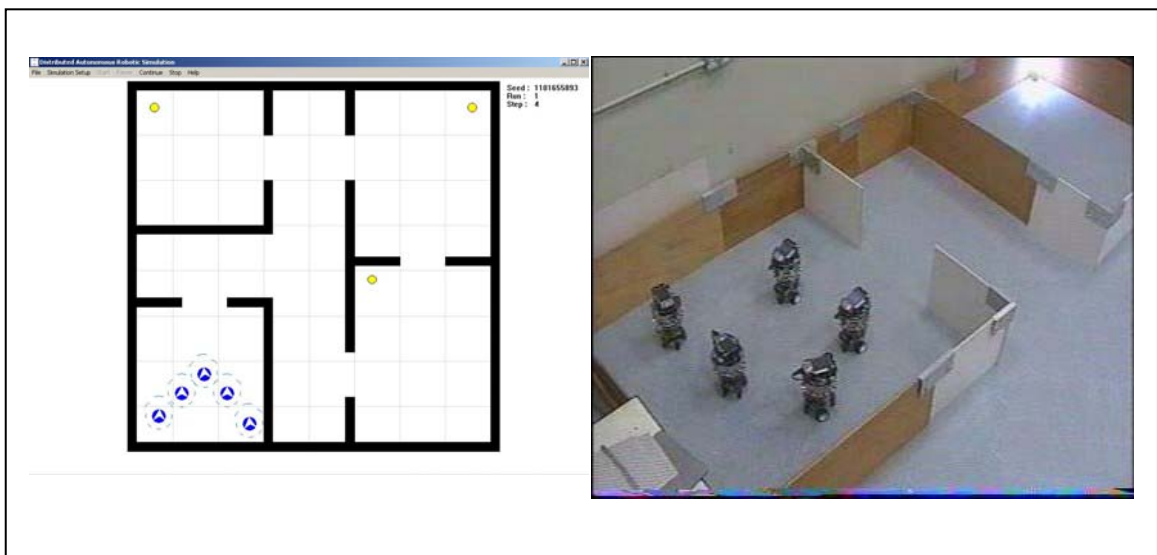 Distributed Autonomous Robotic Simulation
File Simulation Setup Start Pause Continue Stop Help
Seed : 1181655893
Run : 1
Step : 4